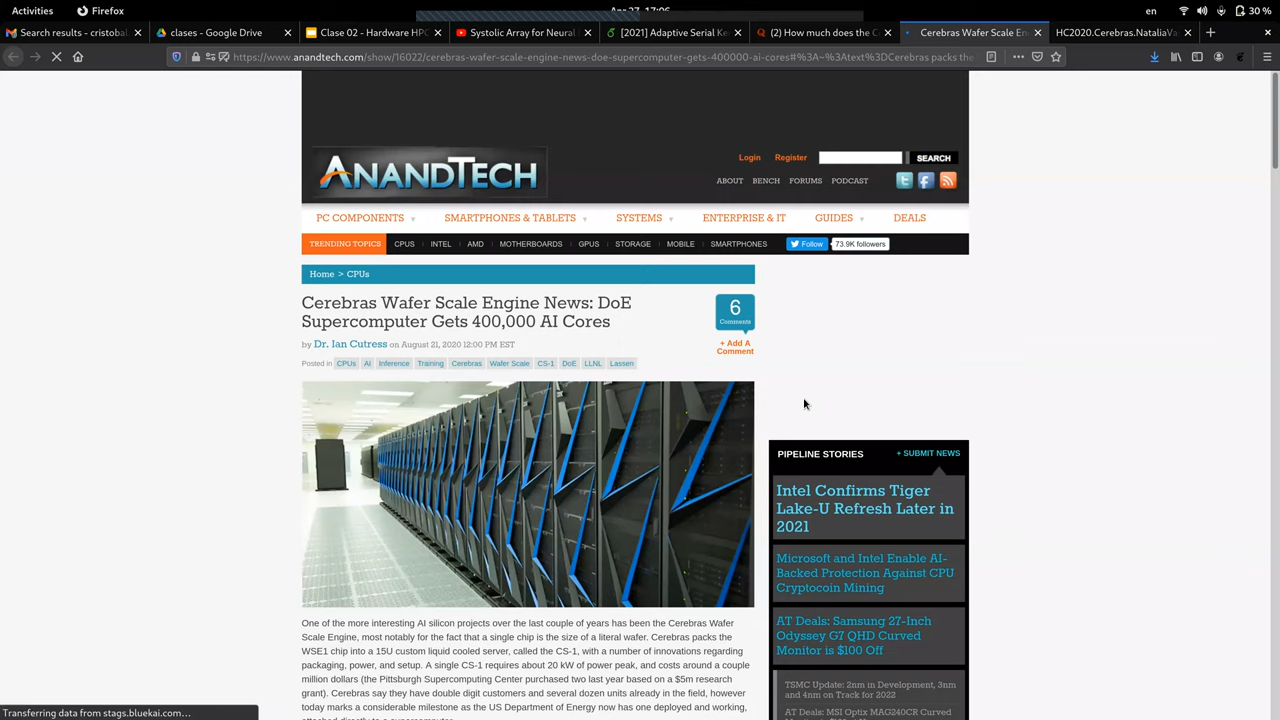 Activities Firefox Apr 27, 17:06 en 30 %
Search results - cristobal clases - Google Drive Clase 02 - Hardware HPC Systolic Array for Neural [2021] Adaptive Serial Ke (2) How much does the C Cerebras Wafer Scale En HC2020.Cerebras.NataliaVa
https://www.anandtech.com/show/16022/cerebras-wafer-scale-engine-news-doe-supercomputer-gets-400000-ai-cores#%3A~%3Atext%3DCerebras packs the
ANANDTECH
Login Register SEARCH
ABOUT BENCH FORUMS PODCAST
PC COMPONENTS SMARTPHONES & TABLETS SYSTEMS ENTERPRISE & IT GUIDES DEALS
TRENDING TOPICS CPUS INTEL AMD MOTHERBOARDS GPUS STORAGE MOBILE SMARTPHONES Follow 73.9K followers
Home > CPUs
Cerebras Wafer Scale Engine News: DoE
Supercomputer Gets 400,000 AI Cores
6
Comments
+ Add A
Comment
by Dr. Ian Cutress on August 21, 2020 12:00 PM EST
Posted in CPUs AI Inference Training Cerebras Wafer Scale CS-1 DoE LLNL Lassen
One of the more interesting AI silicon projects over the last couple of years has been the Cerebras Wafer
Scale Engine, most notably for the fact that a single chip is the size of a literal wafer. Cerebras packs the
WSE1 chip into a 15U custom liquid cooled server, called the CS-1, with a number of innovations regarding
packaging, power, and setup. A single CS-1 requires about 20 kW of power peak, and costs around a couple
million dollars (the Pittsburgh Supercomputing Center purchased two last year based on a $5m research
grant). Cerebras say they have double digit customers and several dozen units already in the field, however
today marks a considerable milestone as the US Department of Energy now has one deployed and working,
attached directly to a supercomputer.
PIPELINE STORIES + SUBMIT NEWS
Intel Confirms Tiger
Lake-U Refresh Later in
2021
Microsoft and Intel Enable AI-
Backed Protection Against CPU
Cryptocoin Mining
AT Deals: Samsung 27-Inch
Odyssey G7 QHD Curved
Monitor is $100 Off
TSMC Update: 2nm in Development, 3nm
and 4nm on Track for 2022
AT Deals: MSI Optix MAG240CR Curved
Transferring data from stags.bluekai.com...